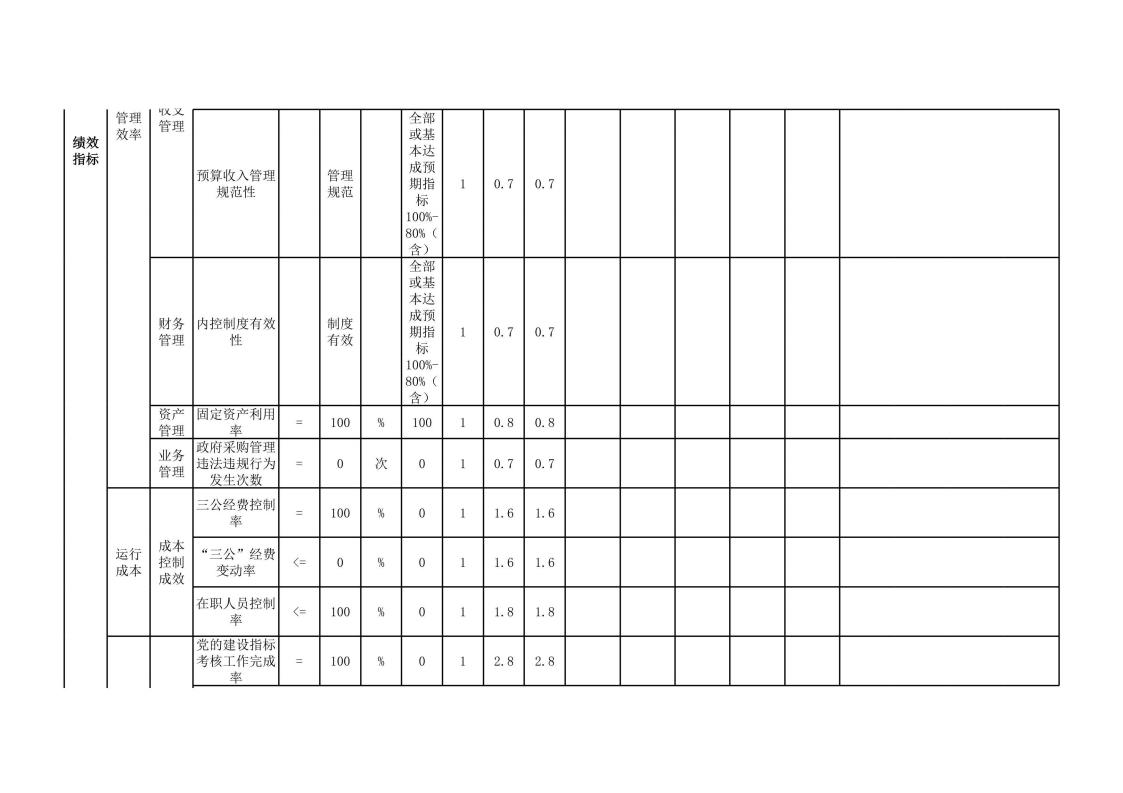 绩效
指标
管理
效率
收支
管理
预算收入管理
规范性
管理
规范
全部
或基
本达
成预
期指
标
100%-
80%（
含）
1
0.7
0.7
财务
管理
内控制度有效
性
制度
有效
全部
或基
本达
成预
期指
标
100%-
80%（
含）
1
0.7
0.7
资产
管理
固定资产利用
率
=
100
%
100
1
0.8
0.8
业务
管理
政府采购管理
违法违规行为
发生次数
=
0
次
0
1
0.7
0.7
运行
成本
成本
控制
成效
三公经费控制
率
=
100
%
0
1
1.6
1.6
“三公”经费
变动率
<=
0
%
0
1
1.6
1.6
在职人员控制
率
<=
100
%
0
1
1.8
1.8
党的建设指标
考核工作完成
率
=
100
%
0
1
2.8
2.8